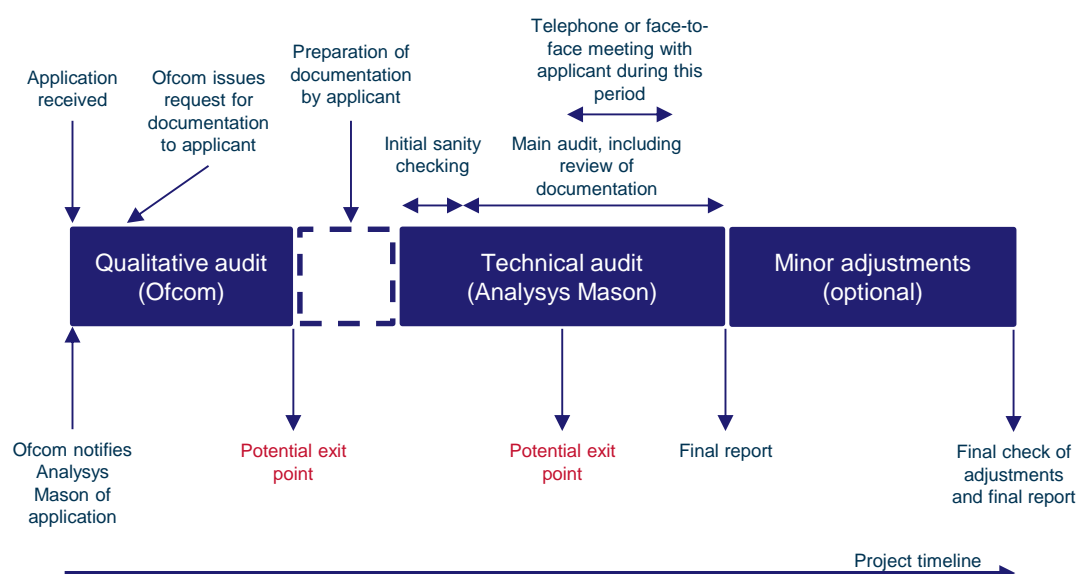 Telephone or face-to-
face meeting with
applicant during this
period
Preparation of
documentation
by applicant
Application
received
Ofcom issues
request for
documentation
to applicant
Initial sanity
checking
Main audit, including
review of
documentation
Qualitative audit
(Ofcom)
Technical audit
(Analysys Mason)
Minor adjustments
(optional)
Ofcom notifies
Analysys
Mason of
application
Potential exit
point
Potential exit
point
Final report
Final check of
adjustments
and final report
Project timeline